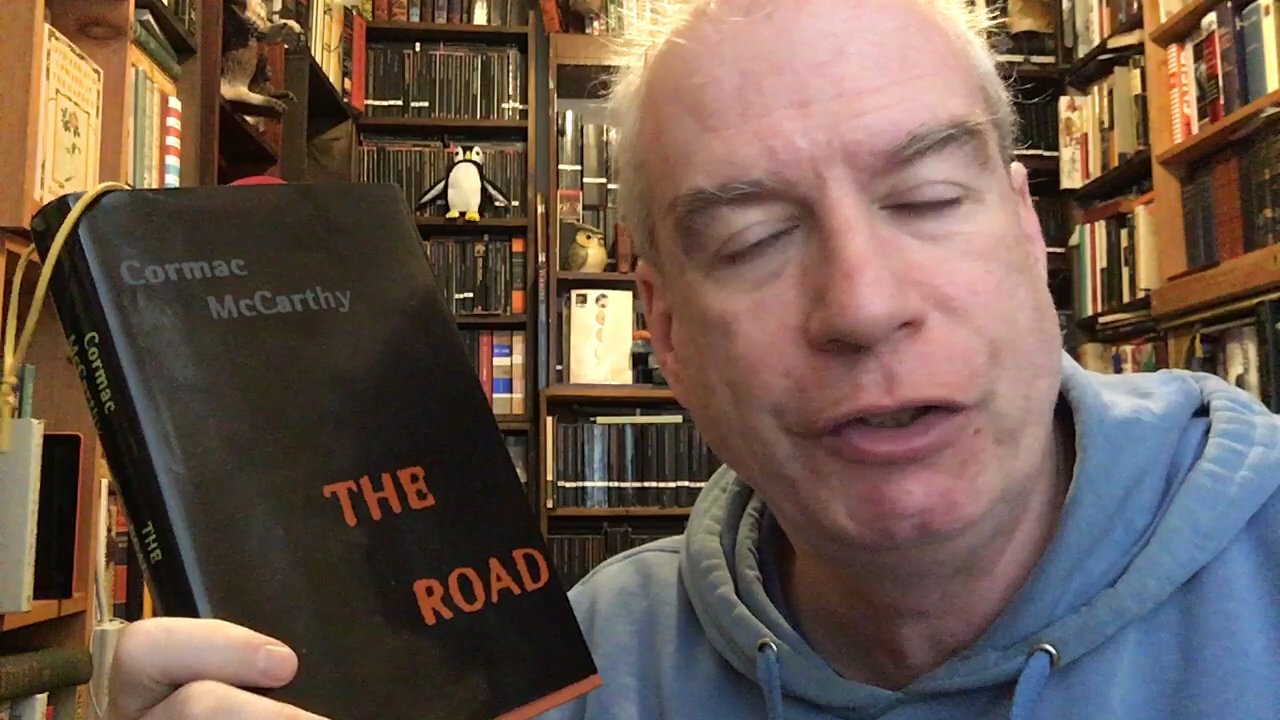 Cormac
McCarthy
THE
ROAD
Cormac
McCarthy
THE